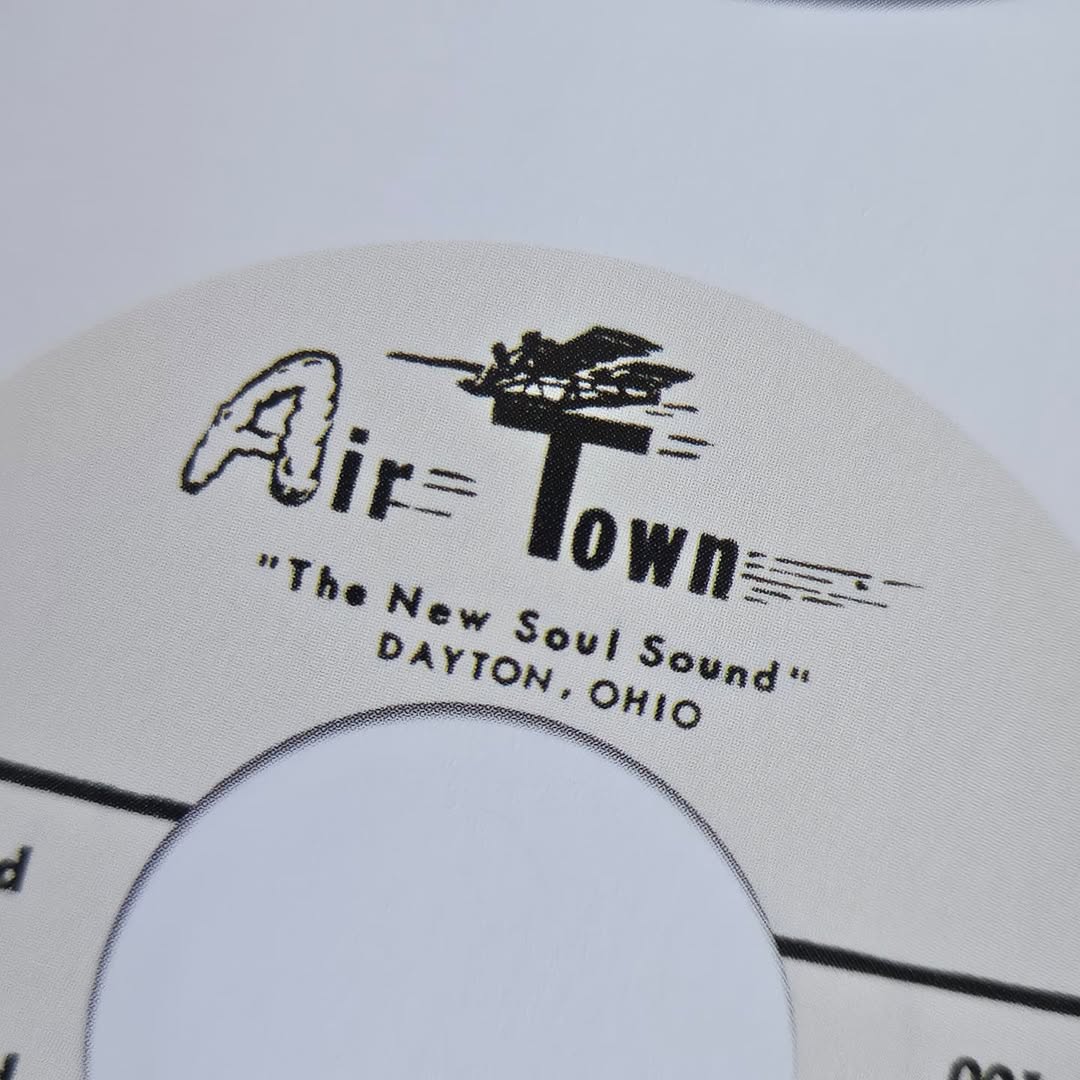 Air Town
"The New Soul Sound"
DAYTON, OHIO